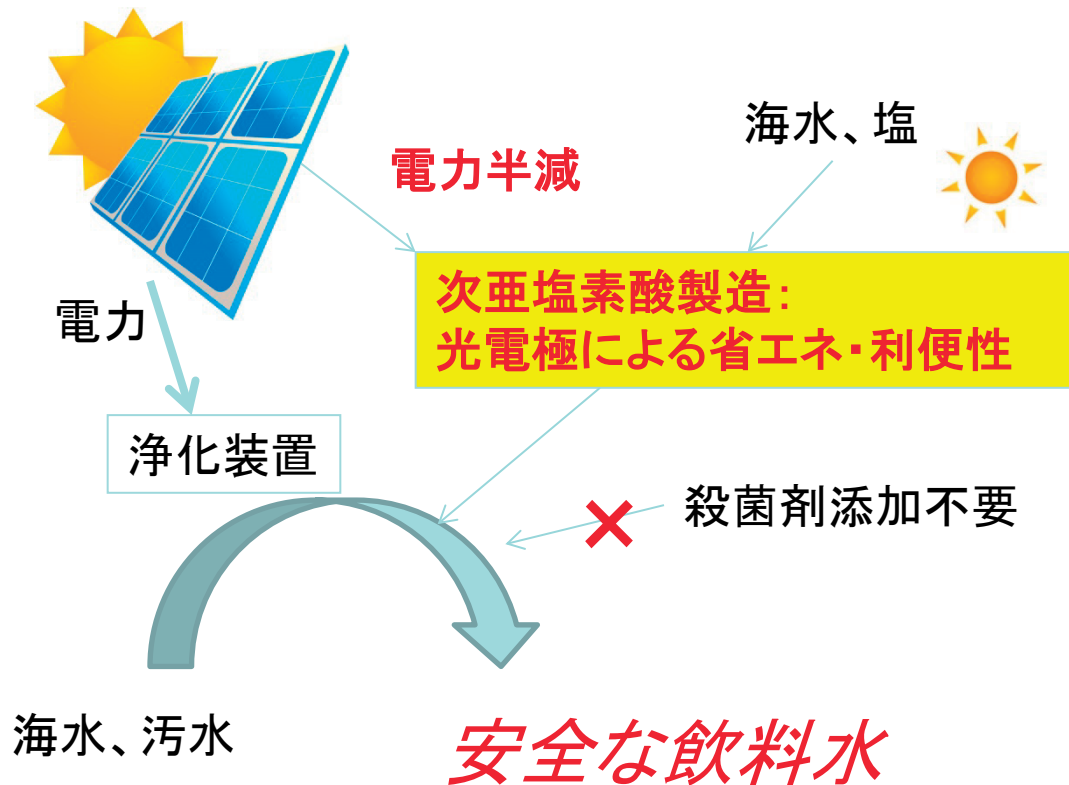 海水、塩
電力半減
次亜塩素酸製造：
光電極による省エネ・利便性
電力
浄化装置
殺菌剤添加不要
海水、汚水
安全な飲料水